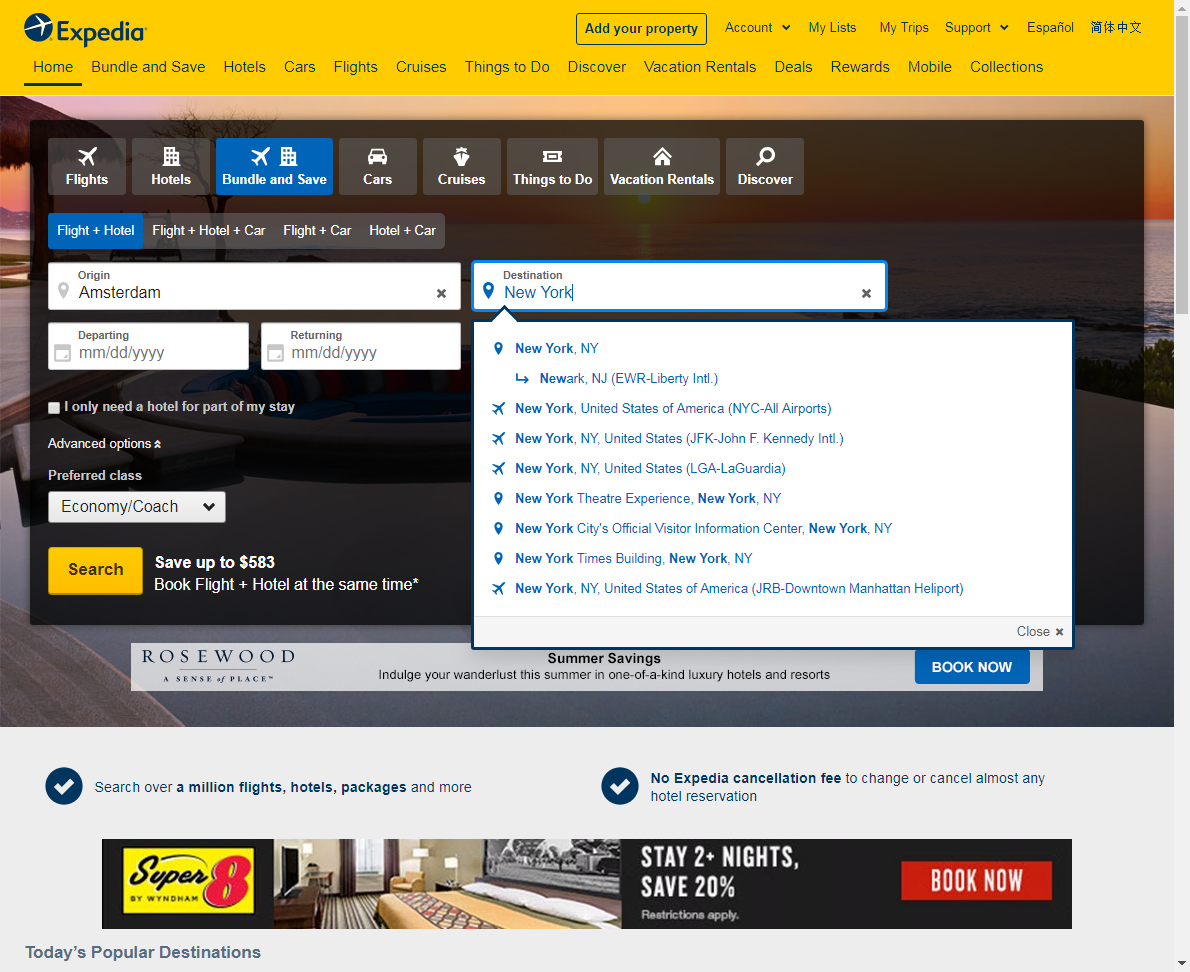 Expedia
Add your property
Account
My Lists
My Trips
Support
Español
简体中文
Home
Bundle and Save
Hotels
Cars
Flights
Cruises
Things to Do
Discover
Vacation Rentals
Deals
Rewards
Mobile
Collections
Flights
Hotels
Bundle and Save
Cars
Cruises
Things to Do
Vacation Rentals
Discover
Flight + Hotel
Flight + Hotel + Car
Flight + Car
Hotel + Car
Origin
Amsterdam
Destination
New York
Departing
mm/dd/yyyy
Returning
mm/dd/yyyy
I only need a hotel for part of my stay
Advanced options
Preferred class
Economy/Coach
Search
Save up to $583
Book Flight + Hotel at the same time*
New York, NY
Newark, NJ (EWR-Liberty Intl.)
New York, United States of America (NYC-All Airports)
New York, NY, United States (JFK-John F. Kennedy Intl.)
New York, NY, United States (LGA-LaGuardia)
New York Theatre Experience, New York, NY
New York City's Official Visitor Information Center, New York, NY
New York Times Building, New York, NY
New York, NY, United States of America (JRB-Downtown Manhattan Heliport)
Close
ROSEWOOD
A SENSE of PLACE™
Summer Savings
Indulge your wanderlust this summer in one-of-a-kind luxury hotels and resorts
BOOK NOW
Search over a million flights, hotels, packages and more
No Expedia cancellation fee to change or cancel almost any
hotel reservation
Super 8
BY WYNDHAM
STAY 2+ NIGHTS,
SAVE 20%
Restrictions apply.
BOOK NOW
Today's Popular Destinations